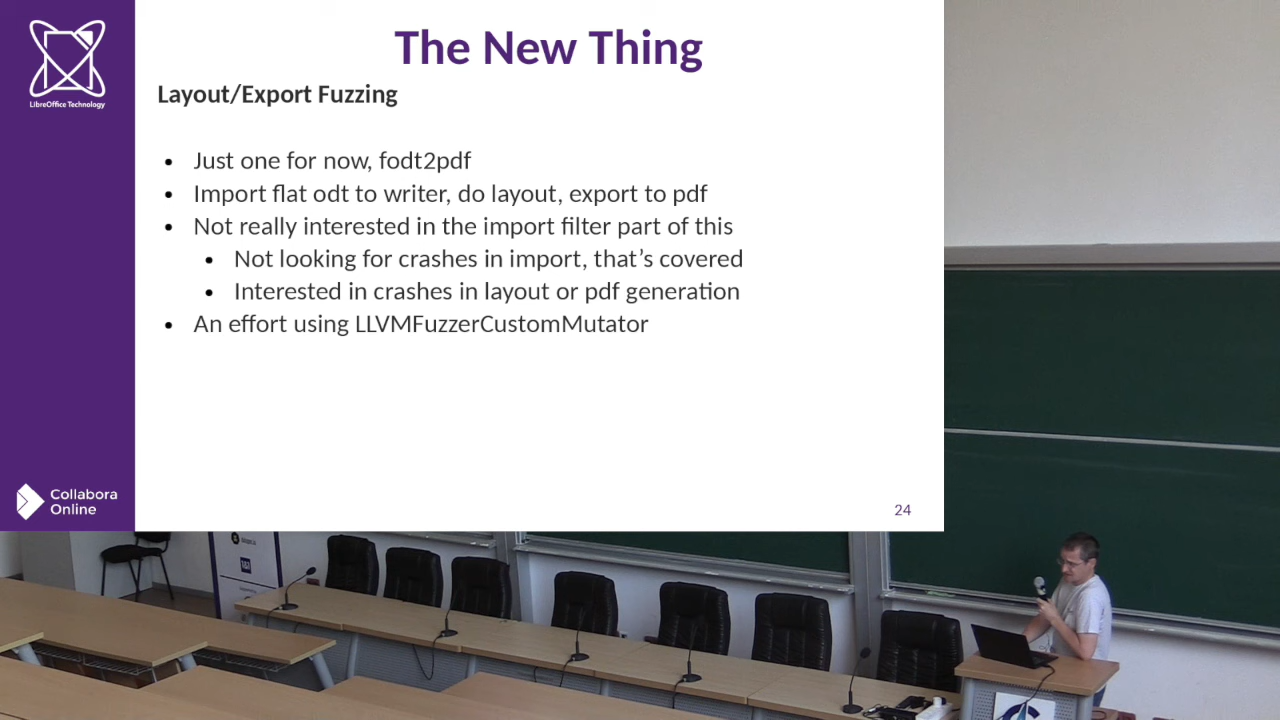 The New Thing
LibreOffice Technology
Layout/Export Fuzzing
• Just one for now, fodt2pdf
• Import flat odt to writer, do layout, export to pdf
• Not really interested in the import filter part of this
• Not looking for crashes in import, that’s covered
• Interested in crashes in layout or pdf generation
• An effort using LLVMFuzzerCustomMutator
Collabora
Online
24